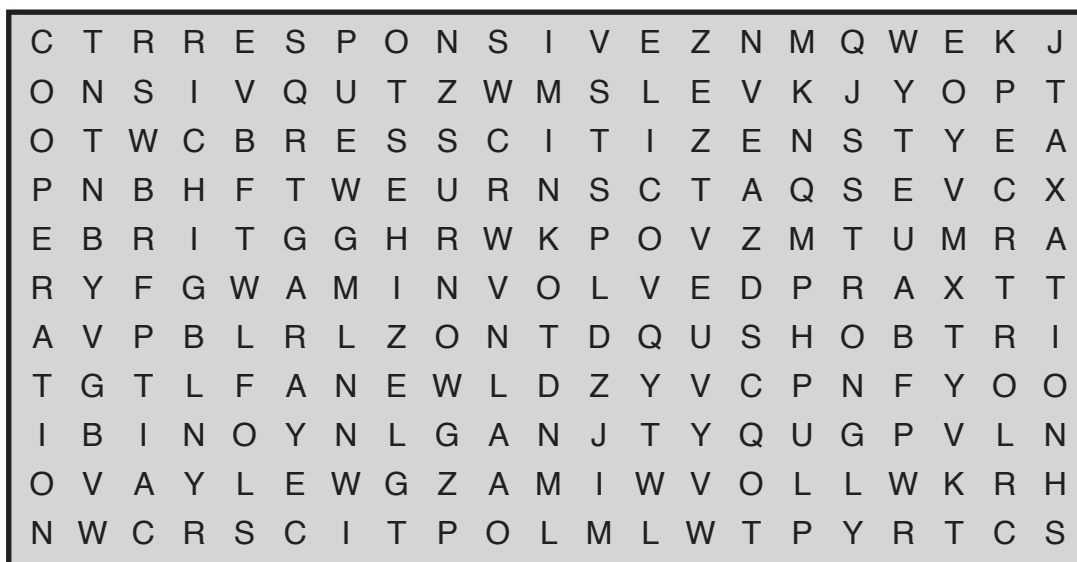 C T R R E S P O N S I V E Z N M Q W E K J
O N S I V Q U T Z W M S L E V K J Y O P T
O T W C B R E S S C I T I Z E N S T Y E A
P N B H F T W E U R N S C T A Q S E V C X
E B R I T G G H R W K P O V Z M T U M R A
R Y F G W A M I N V O L V E D P R A X T T
A V P B L R L Z O N T D Q U S H O B T R I
T G T L F A N E W L D Z Y V C P N F Y O O
I B I N O Y N L G A N J T Y Q U G P V L N
O V A Y L E W G Z A M I W V O L L W K R H
N W C R S C I T P O L M L W T P Y R T C S